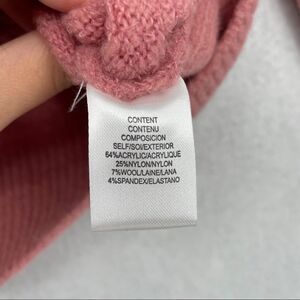 CONTENT
CONTENU
COMPOSICION
SELF/SOI/EXTERIOR
64%ACRYLIC/ACRYLIQUE
25%NYLON/NYLON
7%WOOL/LAINE/LANA
4%SPANDEX/ELASTANO